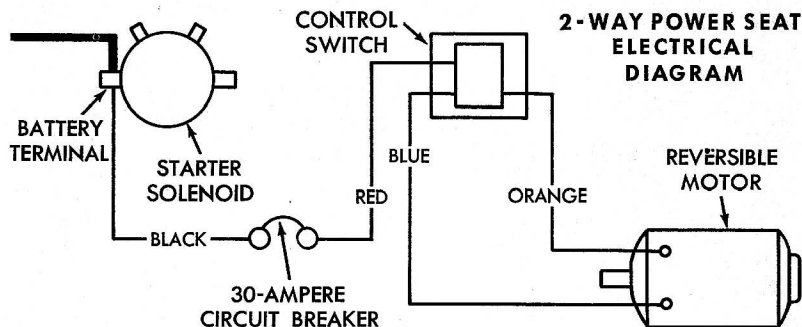 2-WAY POWER SEAT
ELECTRICAL
DIAGRAM
CONTROL
SWITCH
BATTERY
TERMINAL
STARTER
SOLENOID
BLUE
REVERSIBLE
MOTOR
RED
ORANGE
BLACK
30-AMPERE
CIRCUIT BREAKER